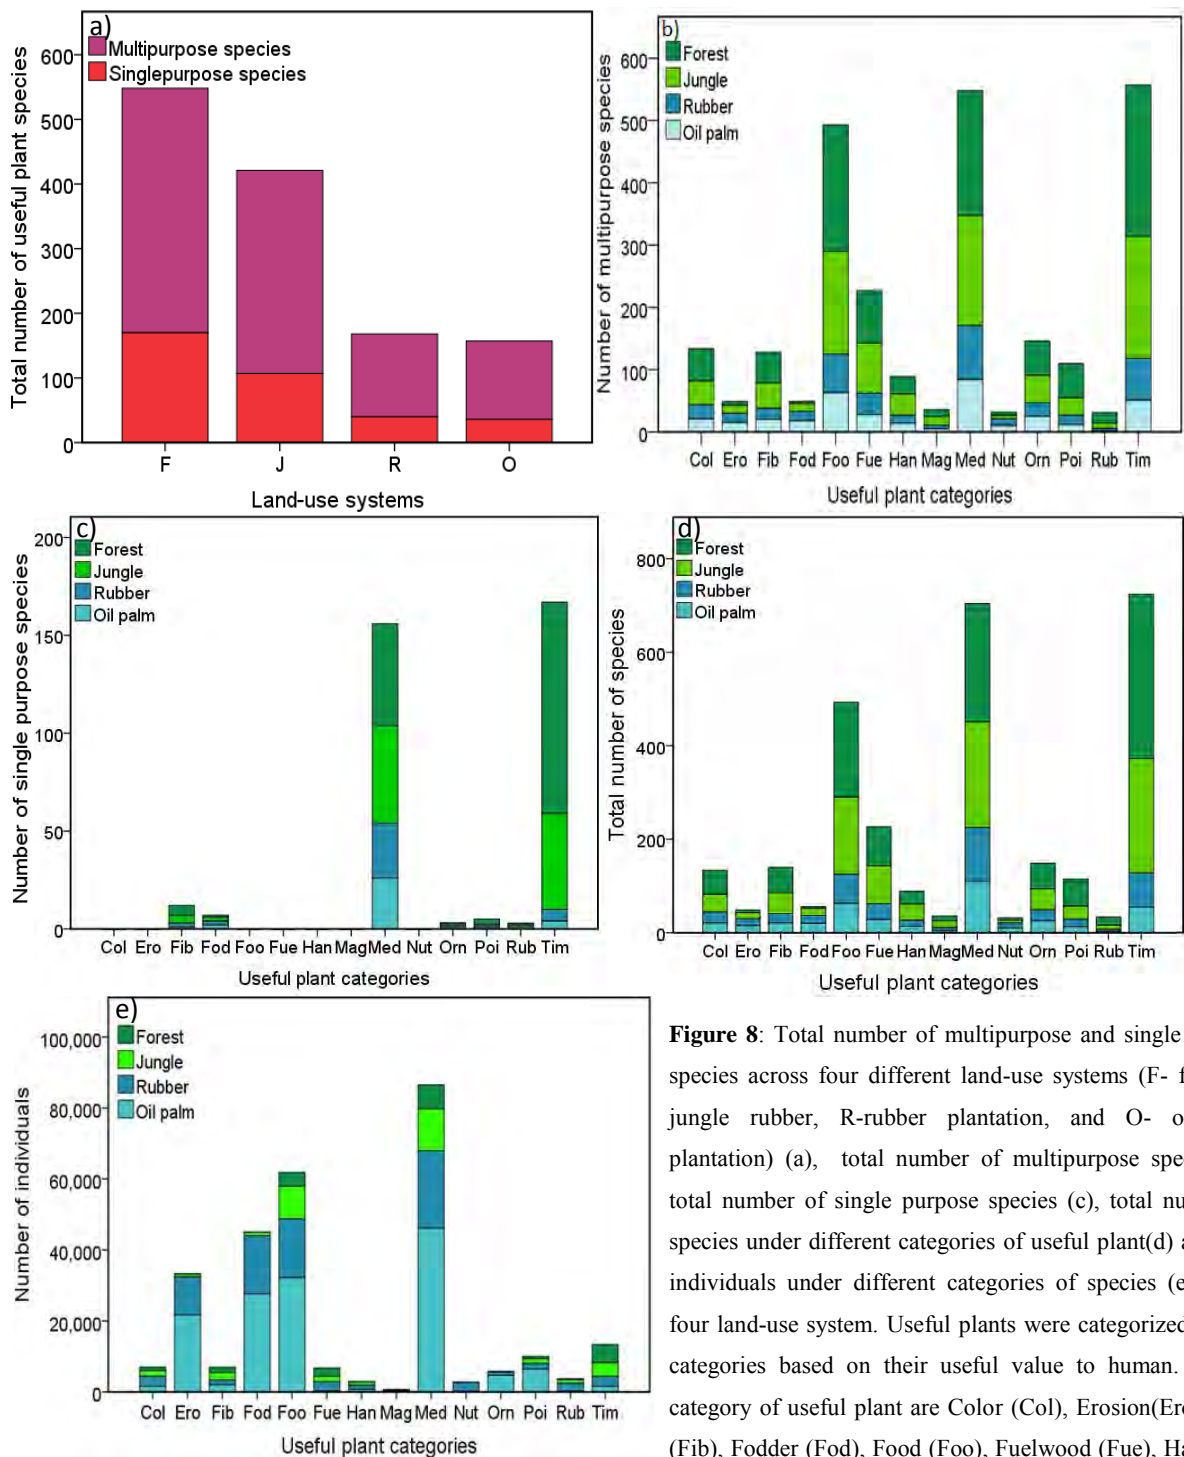 a)
Multipurpose species
Singlepurpose species
Total number of useful plant species
600
500
400
300
200
100
0
F J R O
Land-use systems
b)
Forest
Jungle
Rubber
Oil palm
Number of multipurpose species
600
500
400
300
200
100
0
Col Ero Fib Fod Foo Fue Han Mag Med Nut Orn Poi Rub Tim
Useful plant categories
c)
Forest
Jungle
Rubber
Oil palm
Number of single purpose species
200
150
100
50
0
Col Ero Fib Fod Foo Fue Han Mag Med Nut Orn Poi Rub Tim
Useful plant categories
d)
Forest
Jungle
Rubber
Oil palm
Total number of species
800
600
400
200
0
Col Ero Fib Fod Foo Fue Han Mag Med Nut Orn Poi Rub Tim
Useful plant categories
e)
Forest
Jungle
Rubber
Oil palm
Number of individuals
100,000
80,000
60,000
40,000
20,000
0
Col Ero Fib Fod Foo Fue Han Mag Med Nut Orn Poi Rub Tim
Useful plant categories
Figure 8: Total number of multipurpose and single
species across four different land-use systems (F- f
jungle rubber, R-rubber plantation, and O- o
plantation) (a), total number of multipurpose spec
total number of single purpose species (c), total nu
species under different categories of useful plant(d) a
individuals under different categories of species (e
four land-use system. Useful plants were categorized
categories based on their useful value to human.
category of useful plant are Color (Col), Erosion(Ero
(Fib), Fodder (Fod), Food (Foo), Fuelwood (Fue), Ha